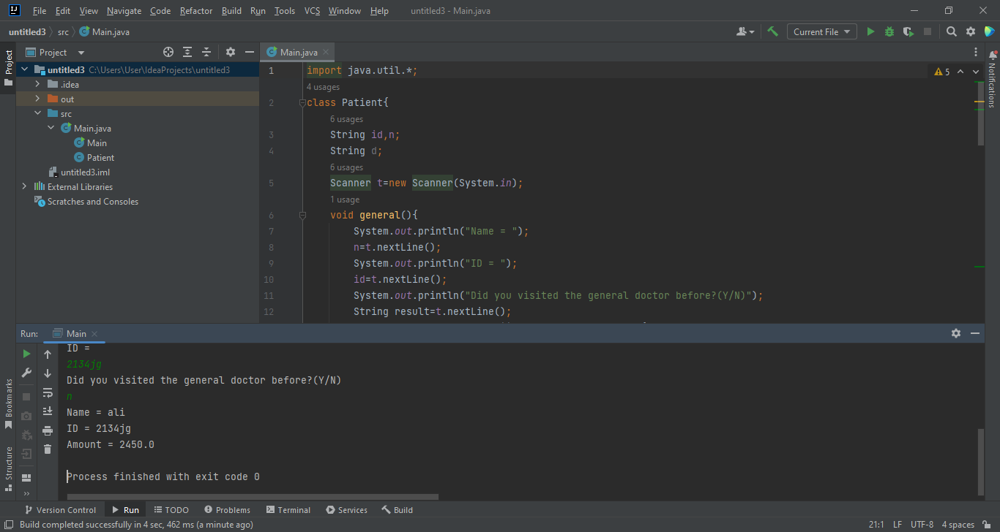 IJ File Edit View Navigate Code Refactor Build Run Tools VCS Window Help untitled3 - Main.java
untitled3 src Main.java Current File
Project
Project
Bookmarks
Structure
untitled3 C:\Users\User\IdeaProjects\untitled3
.idea
out
src
Main.java
Main
Patient
untitled3.iml
External Libraries
Scratches and Consoles
Main.java
5
1 import java.util.*;
4 usages
2 class Patient{
6 usages
3 String id,n;
4 String d;
6 usages
5 Scanner t=new Scanner(System.in);
1 usage
6 void general(){
7 System.out.println("Name = ");
8 n=t.nextLine();
9 System.out.println("ID = ");
10 id=t.nextLine();
11 System.out.println("Did you visited the general doctor before?(Y/N)");
12 String result=t.nextLine();
Notifications
Run: Main
ID =
2134jg
Did you visited the general doctor before?(Y/N)
n
Name = ali
ID = 2134jg
Amount = 2450.0
Process finished with exit code 0
Version Control Run TODO Problems Terminal Services Build
Build completed successfully in 4 sec, 462 ms (a minute ago) 21:1 LF UTF-8 4 spaces